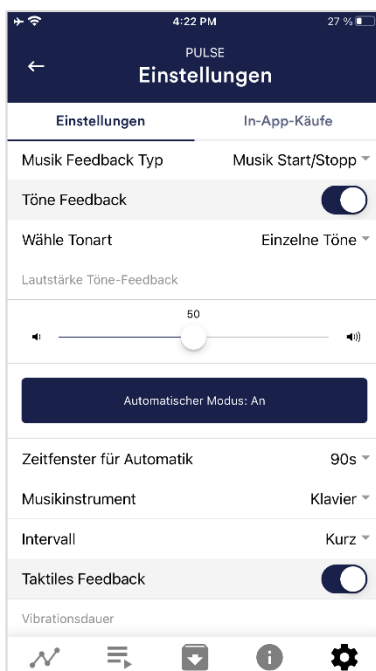 4:22 PM
27 %
PULSE
Einstellungen
Einstellungen
In-App-Käufe
Musik Feedback Typ
Musik Start/Stopp
Töne Feedback
Wähle Tonart
Einzelne Töne
Lautstärke Töne-Feedback
50
Automatischer Modus: An
Zeitfenster für Automatik
90s
Musikinstrument
Klavier
Intervall
Kurz
Taktiles Feedback
Vibrationsdauer